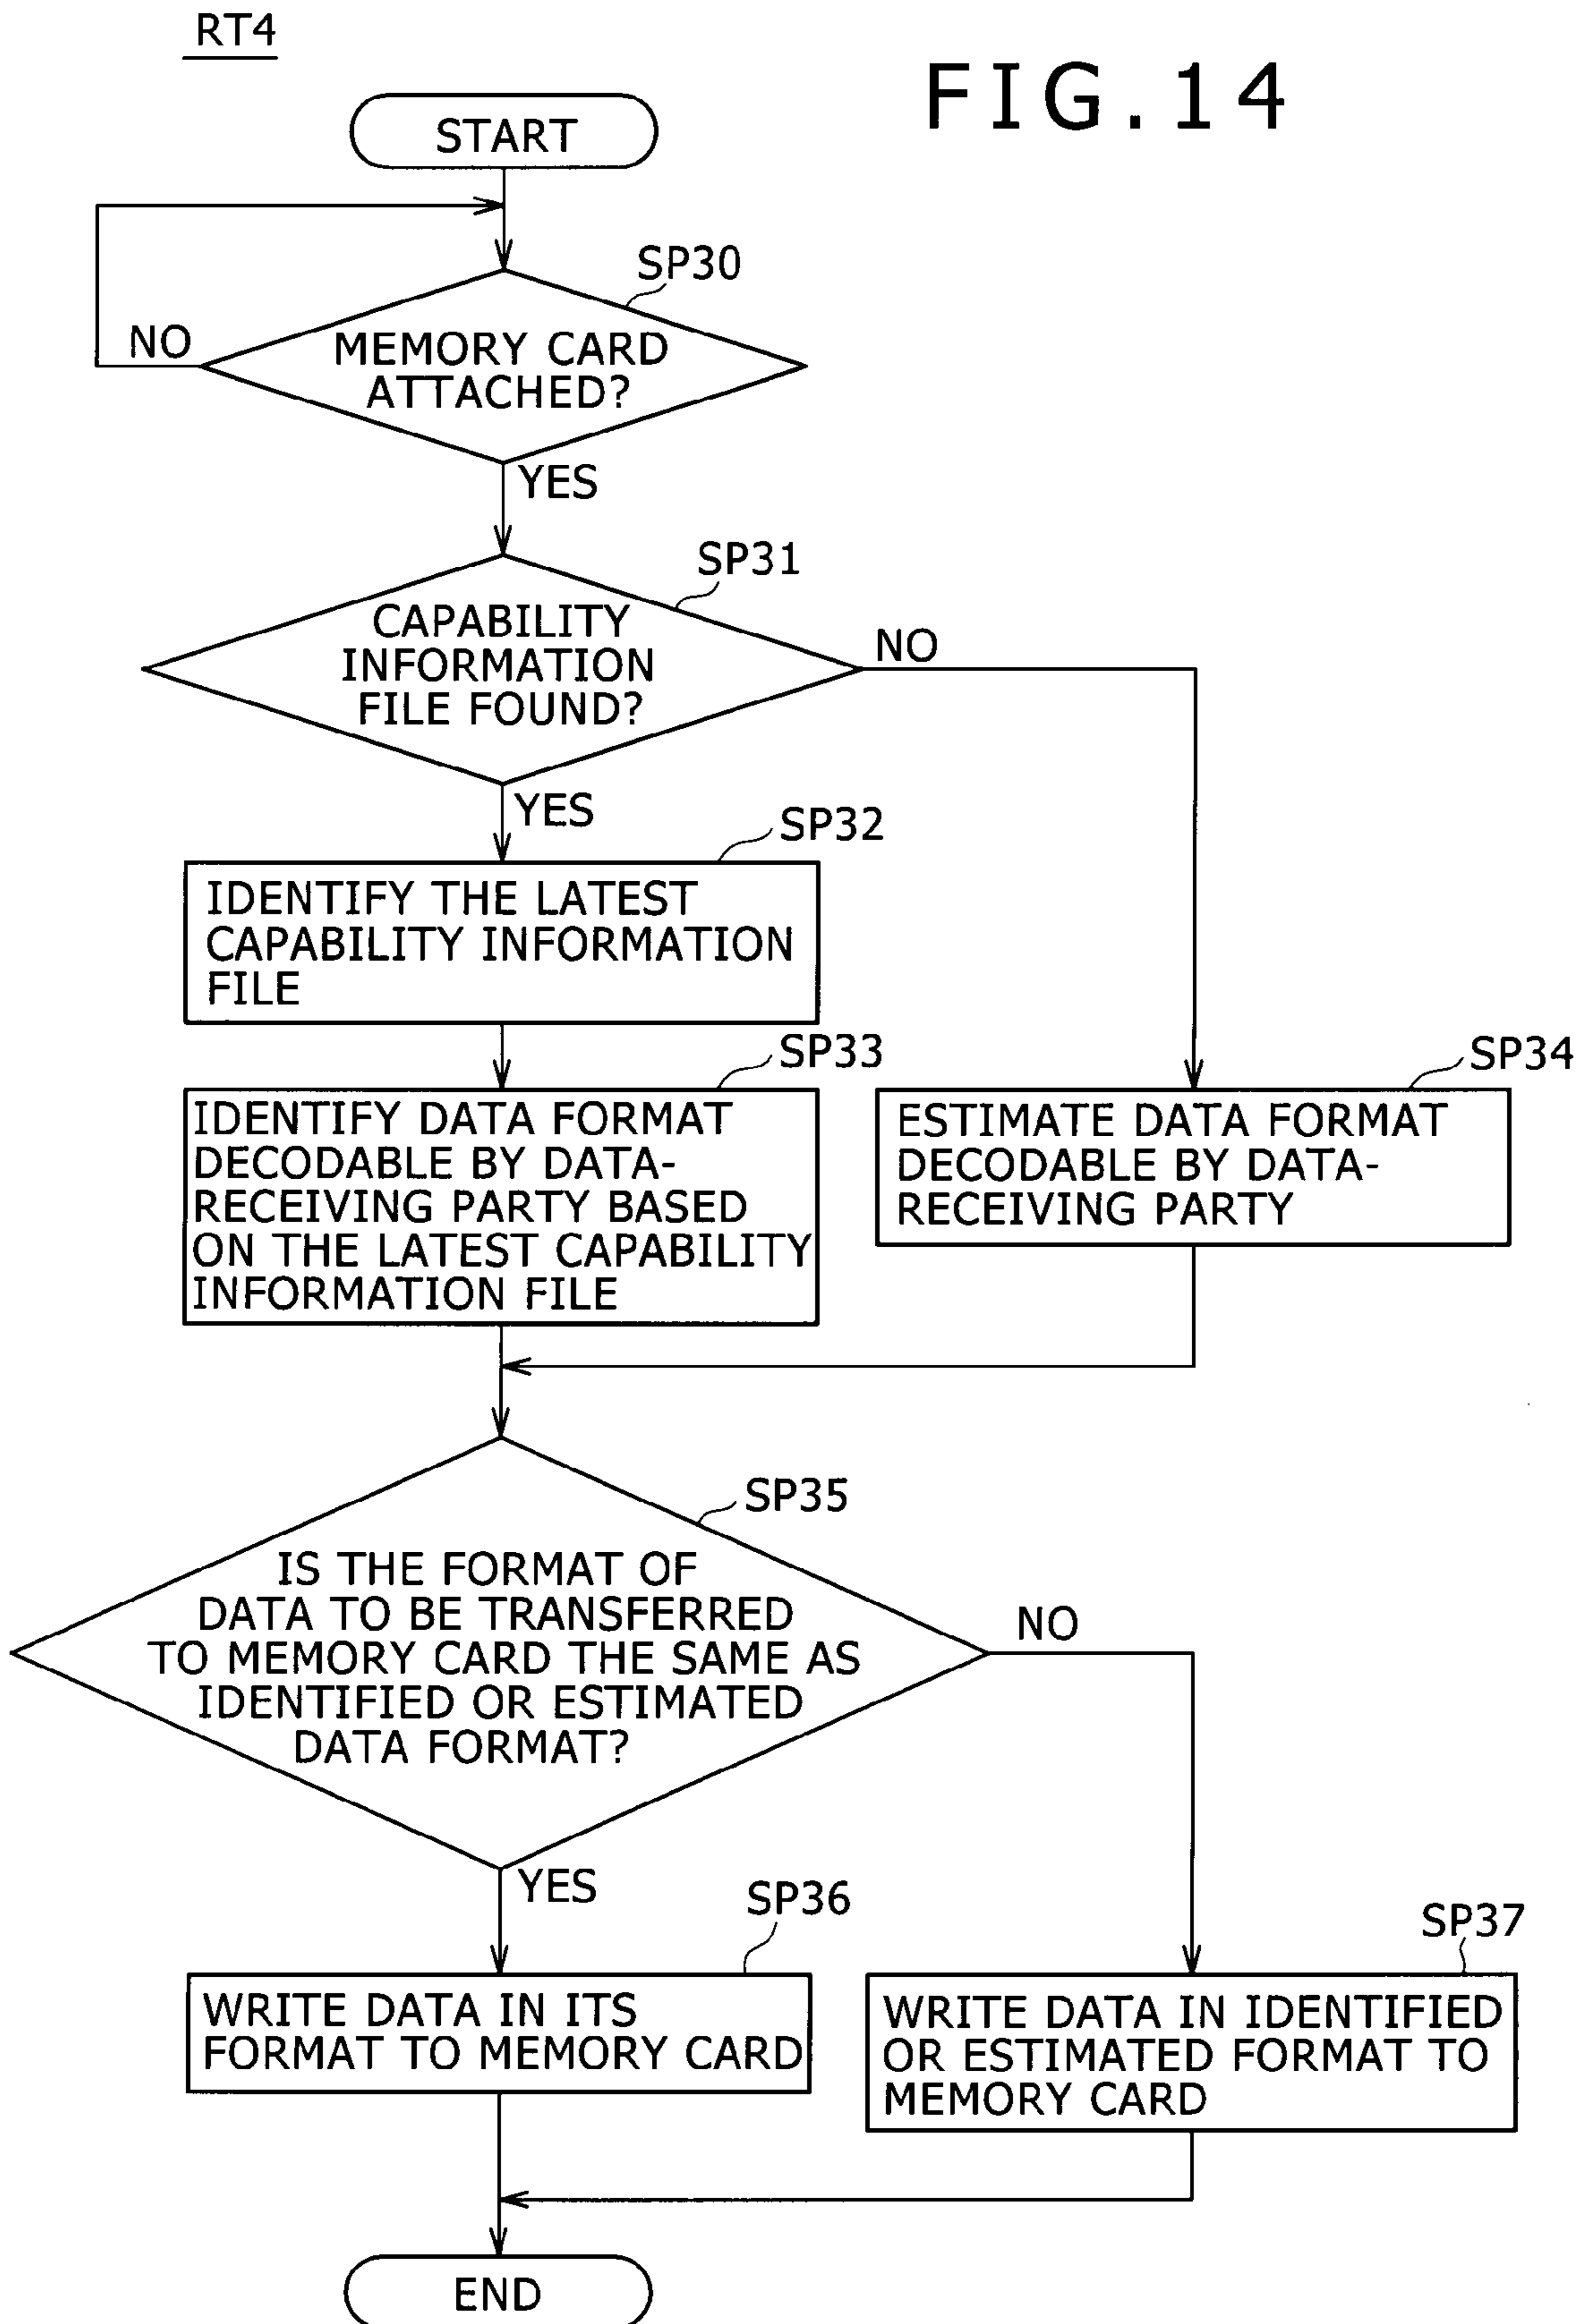 RT4
FIG.14
START
SP30
NO
MEMORY CARD
ATTACHED?
YES
SP31
CAPABILITY
INFORMATION
FILE FOUND?
NO
YES
SP32
IDENTIFY THE LATEST
CAPABILITY INFORMATION
FILE
SP33
IDENTIFY DATA FORMAT
DECODABLE BY DATA-
RECEIVING PARTY BASED
ON THE LATEST CAPABILITY
INFORMATION FILE
SP34
ESTIMATE DATA FORMAT
DECODABLE BY DATA-
RECEIVING PARTY
SP35
IS THE FORMAT OF
DATA TO BE TRANSFERRED
TO MEMORY CARD THE SAME AS
IDENTIFIED OR ESTIMATED
DATA FORMAT?
NO
YES
SP36
WRITE DATA IN ITS
FORMAT TO MEMORY CARD
SP37
WRITE DATA IN IDENTIFIED
OR ESTIMATED FORMAT TO
MEMORY CARD
END